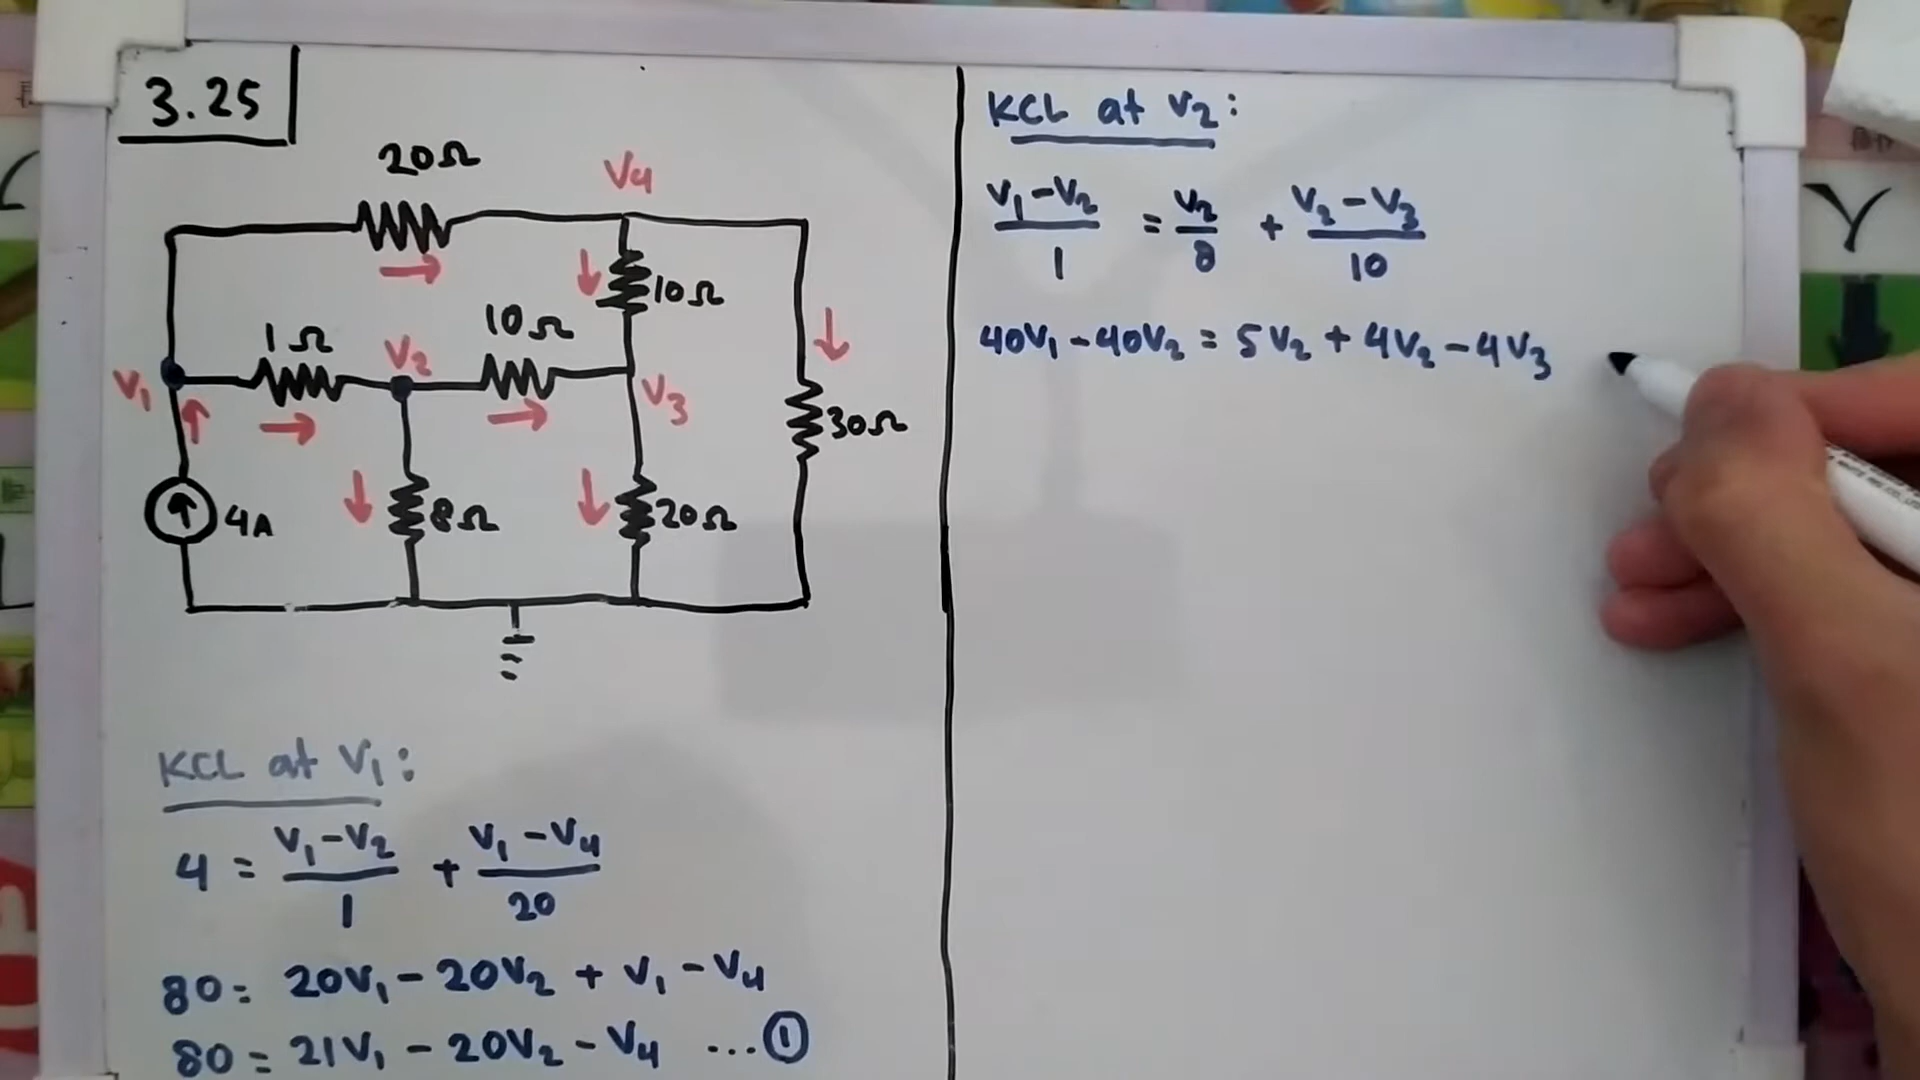 3.25
20Ω
V4
10Ω
1Ω
10Ω
V2
V1
V3
30Ω
4A
8Ω
20Ω
KCL at V1:
4 = (V1-V2)/1 + (V1-V4)/20
80= 20V1 - 20V2 + V1 - V4
80 = 21V1 - 20V2 - V4 ...①
KCL at V2:
(V1-V2)/1 = V2/8 + (V2-V3)/10
40V1 - 40V2 = 5V2 + 4V2 - 4V3